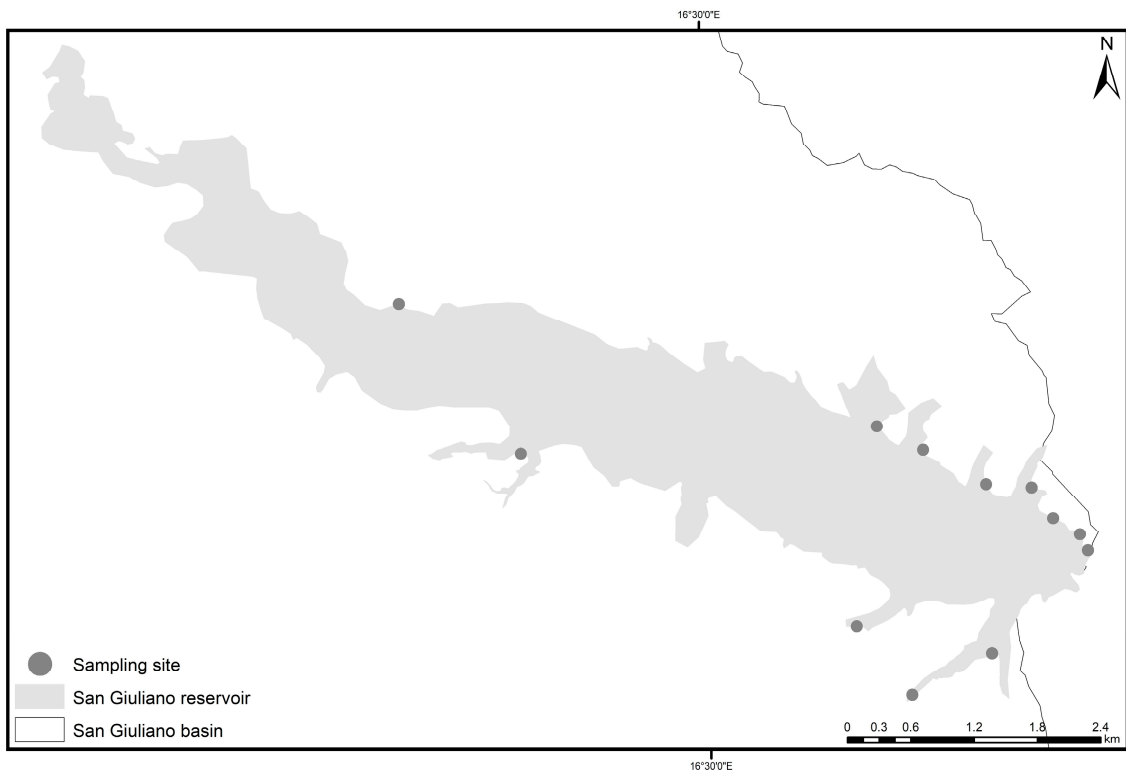 16°30'0"E
N
Sampling site
San Giuliano reservoir
San Giuliano basin
0 0.3 0.6 1.2 1.8 2.4
km
16°30'0"E